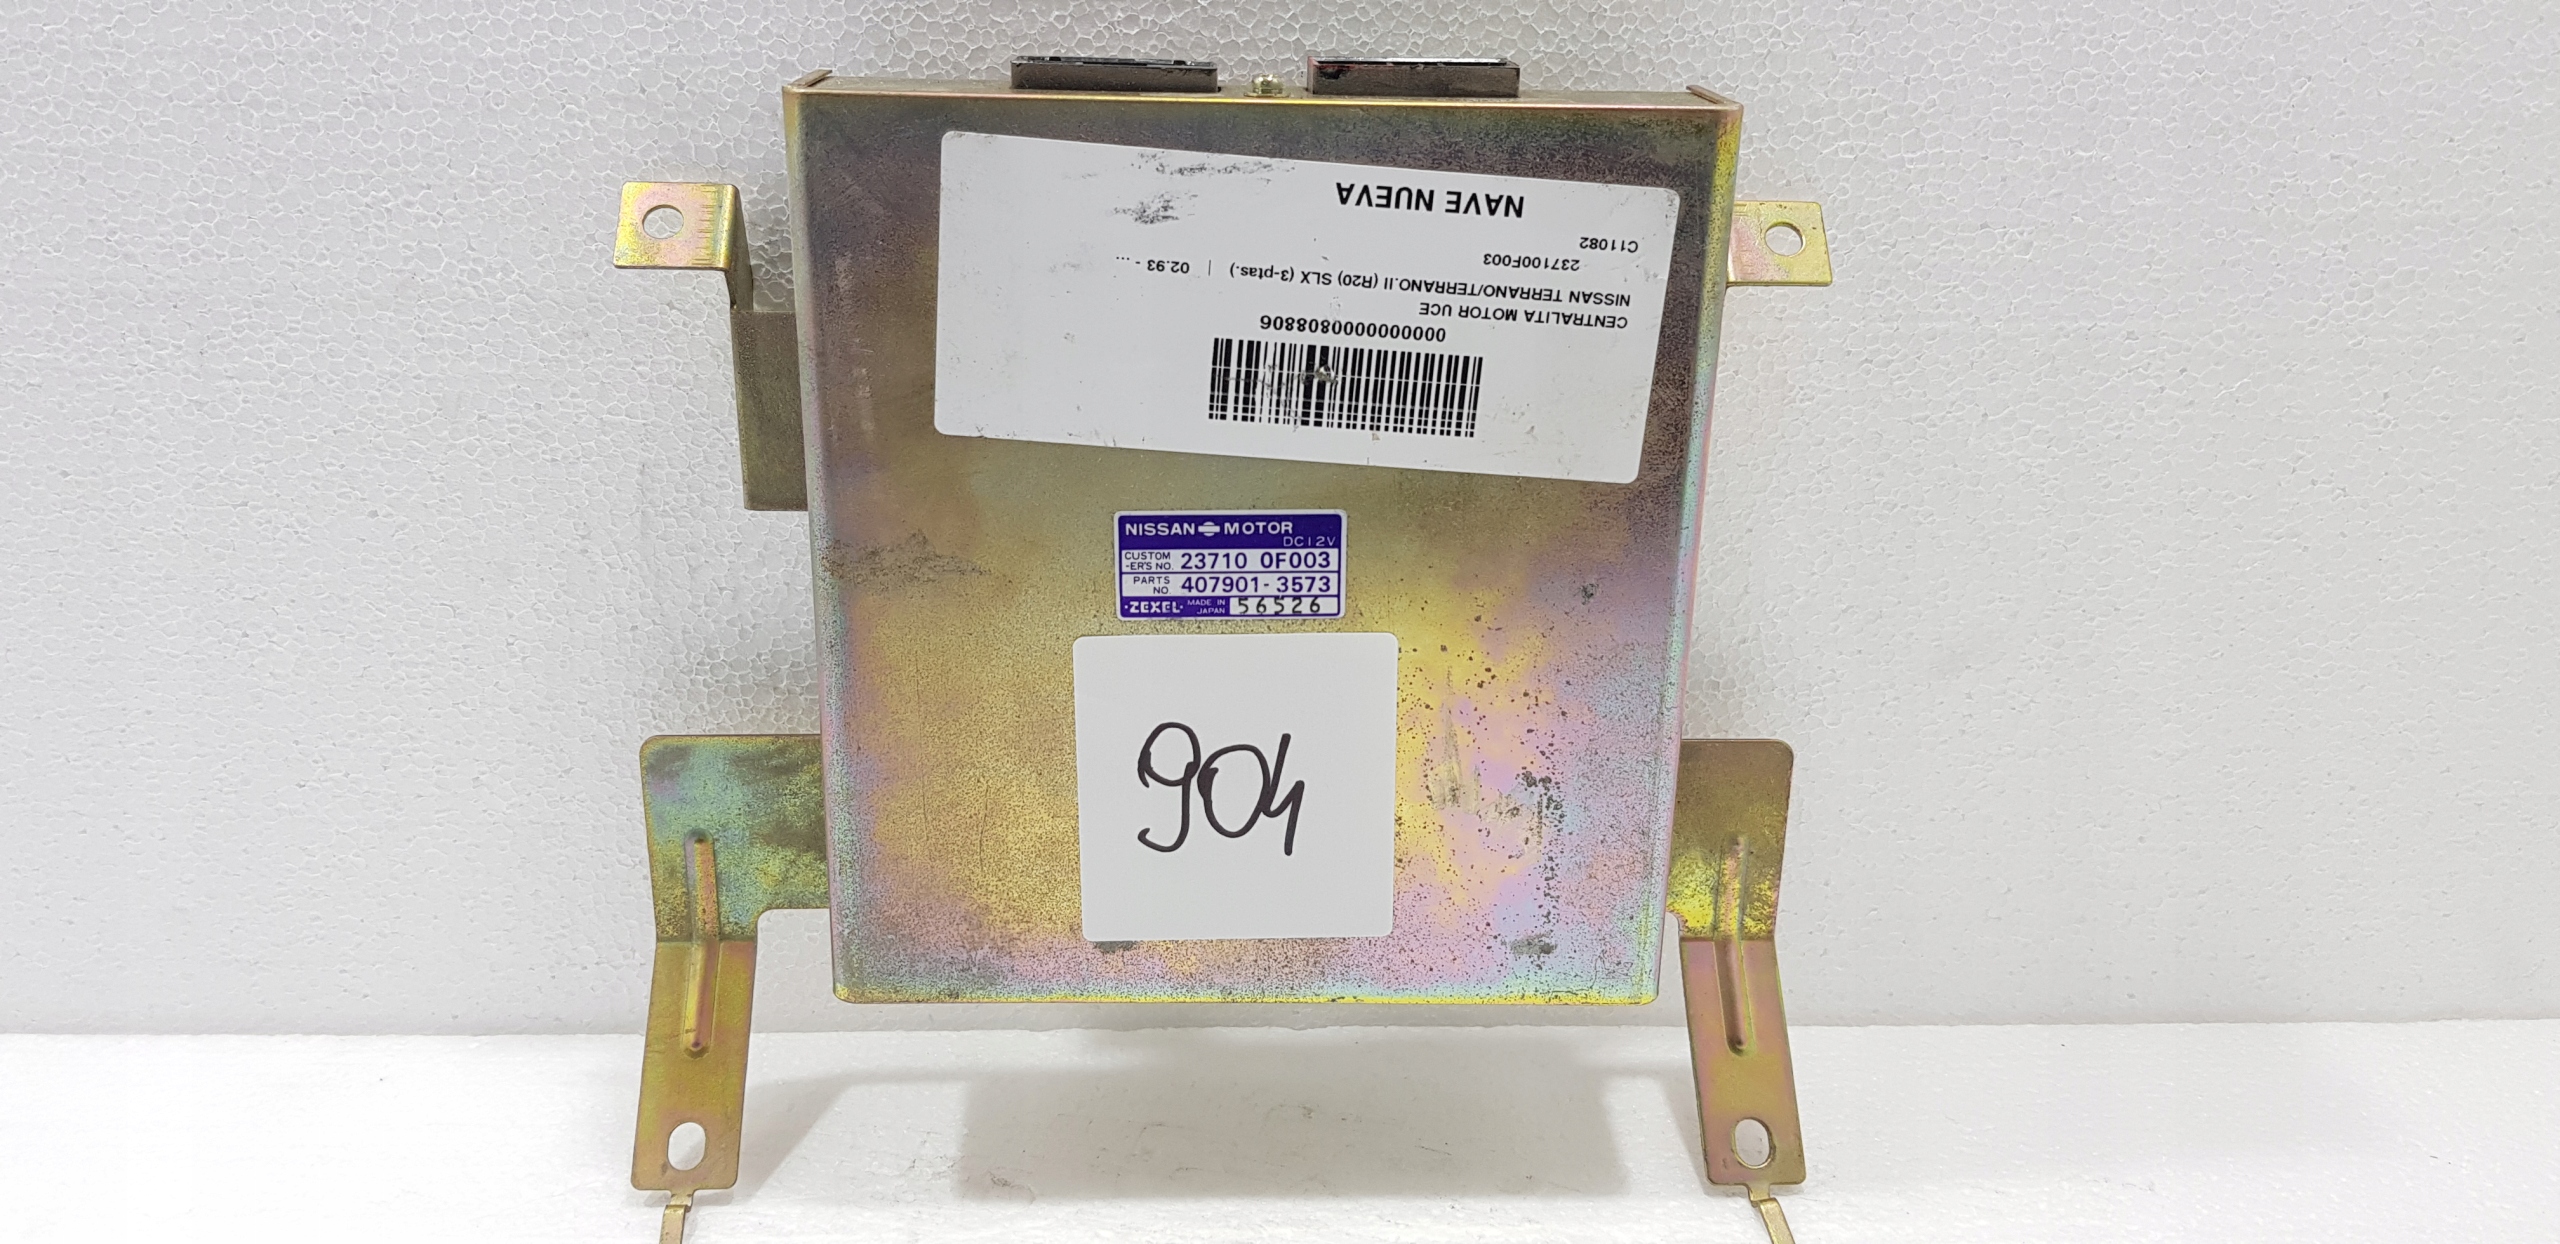 CENTRALITA MOTOR UCE
NISSAN TERRANO/TERRANO.II (R20) SLX (3-ptas.) | 02.93 - ...
237100F003
C11082
NAVE NUEVA
NISSAN MOTOR
DC12V
CUSTOM
-ER'S NO. 23710 0F003
PARTS
NO. 407901-3573
·ZEXEL· MADE IN
JAPAN 56526
904